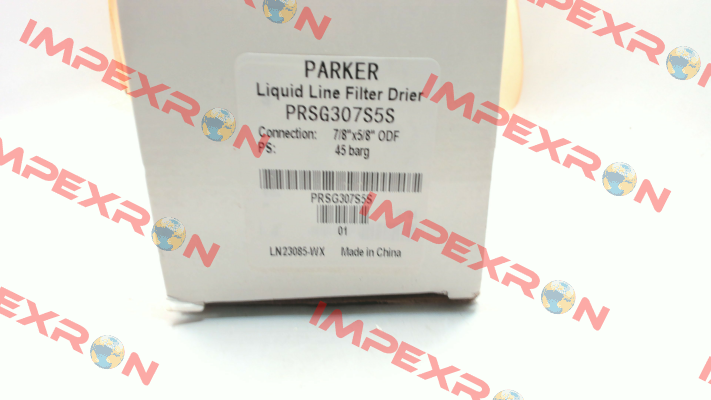 PARKER
Liquid Line Filter Drier
PRSG307S5S
Connection: 7/8"x5/8" ODF
PS: 45 barg
PRSG307S5S
01
LN23085-WX Made in China
IMPEXRON
IMPEXRON
IMPEXRON
IMPEXRON
IMPEXRON
IMPEXRON
IMPEXRON
IMPEXRON